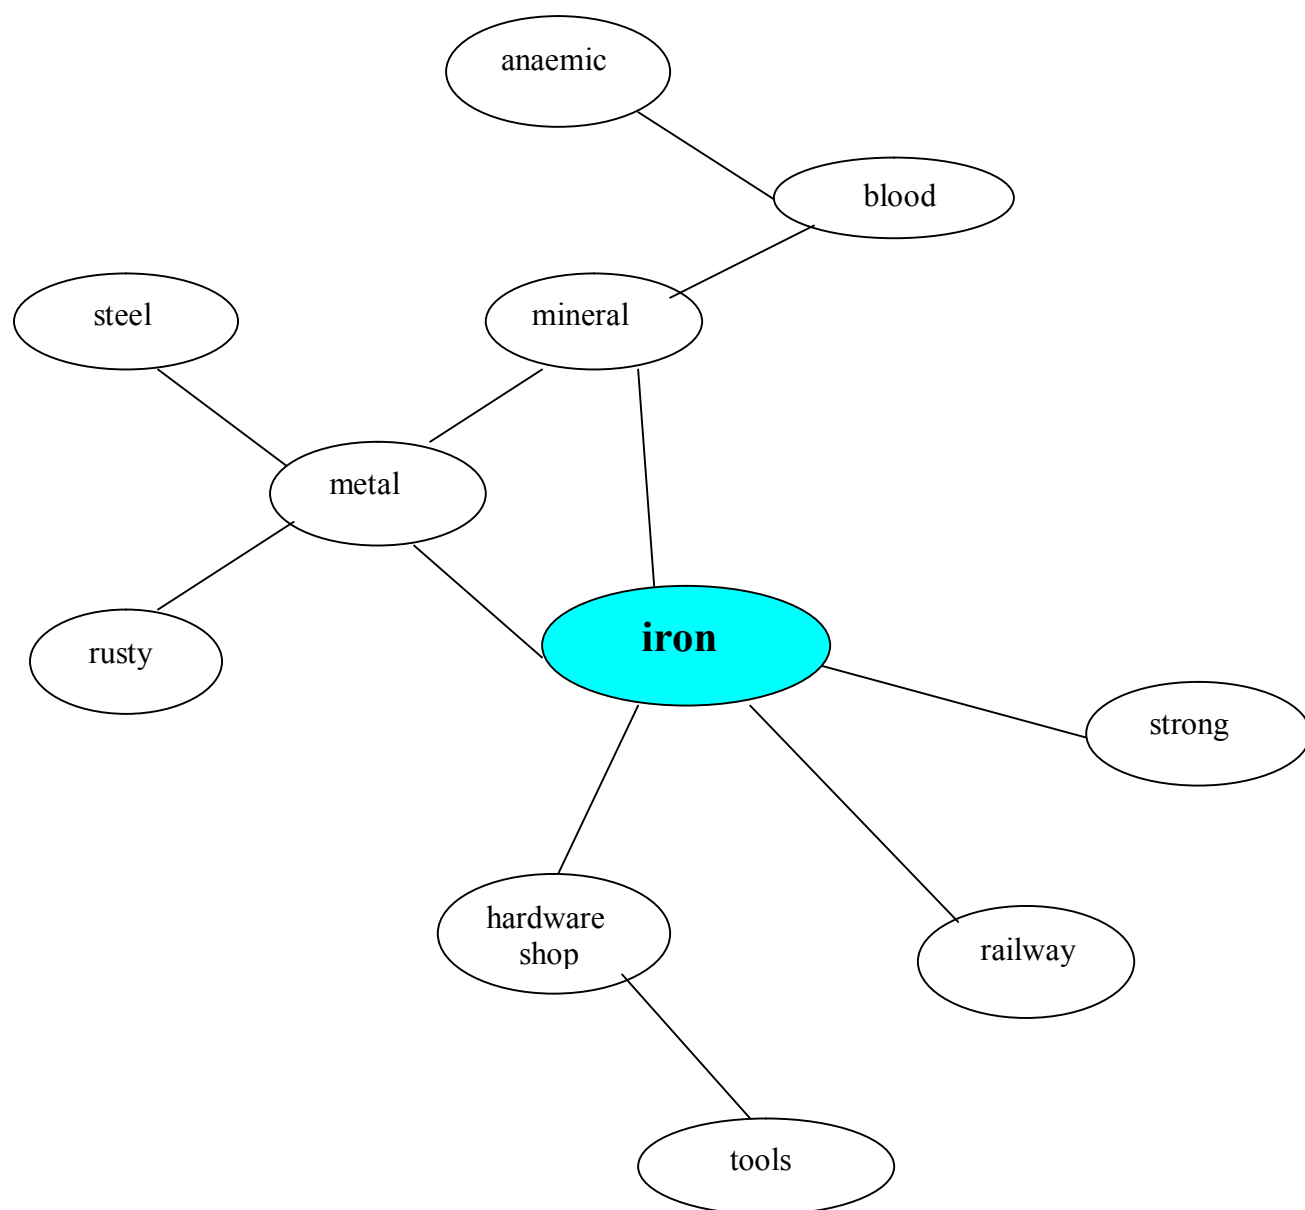 anaemic
blood
steel
mineral
metal
iron
rusty
strong
hardware
shop
railway
tools